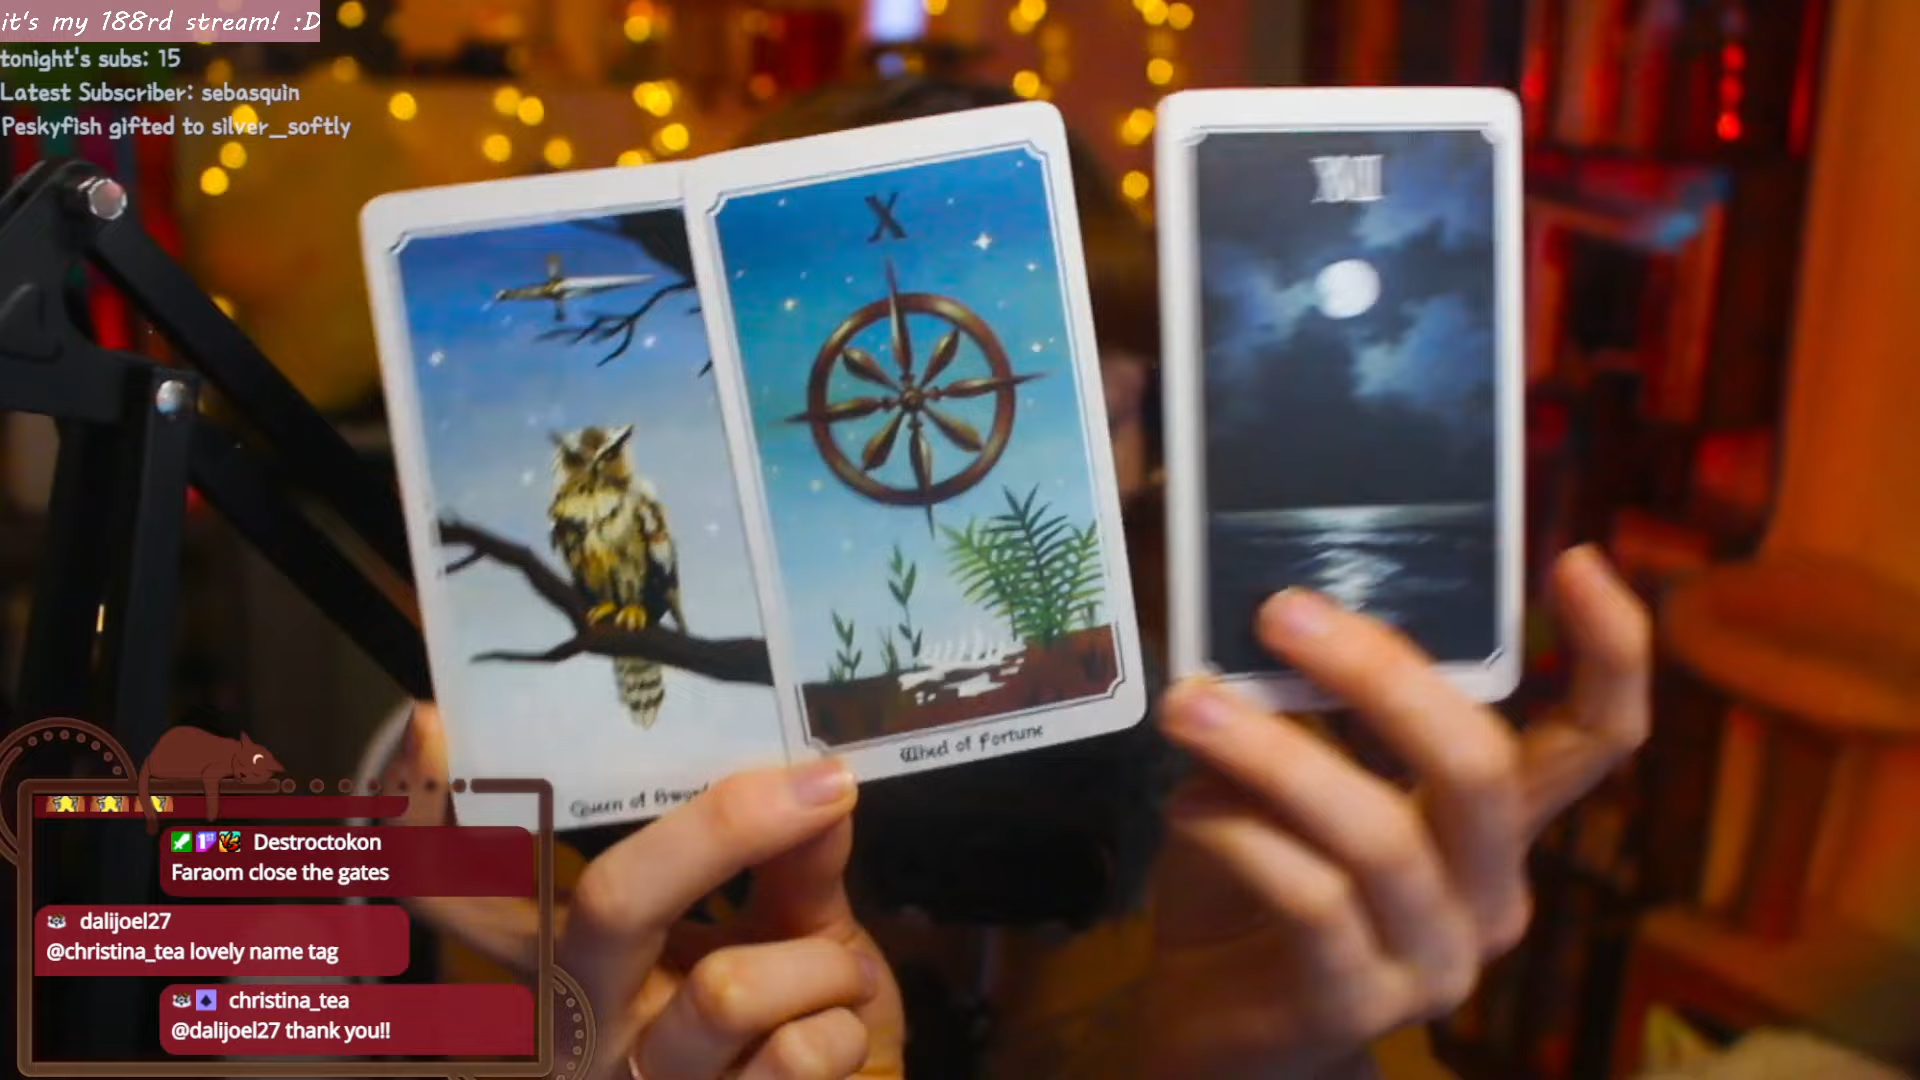 it's my 188rd stream! :D
tonight's subs: 15
Latest Subscriber: sebasquin
Peskyfish gifted to silver_softly
X
Queen of
Wheel of Fortune
Destroctokon
Faraom close the gates
dalijoel27
@christina_tea lovely name tag
christina_tea
@dalijoel27 thank you!!